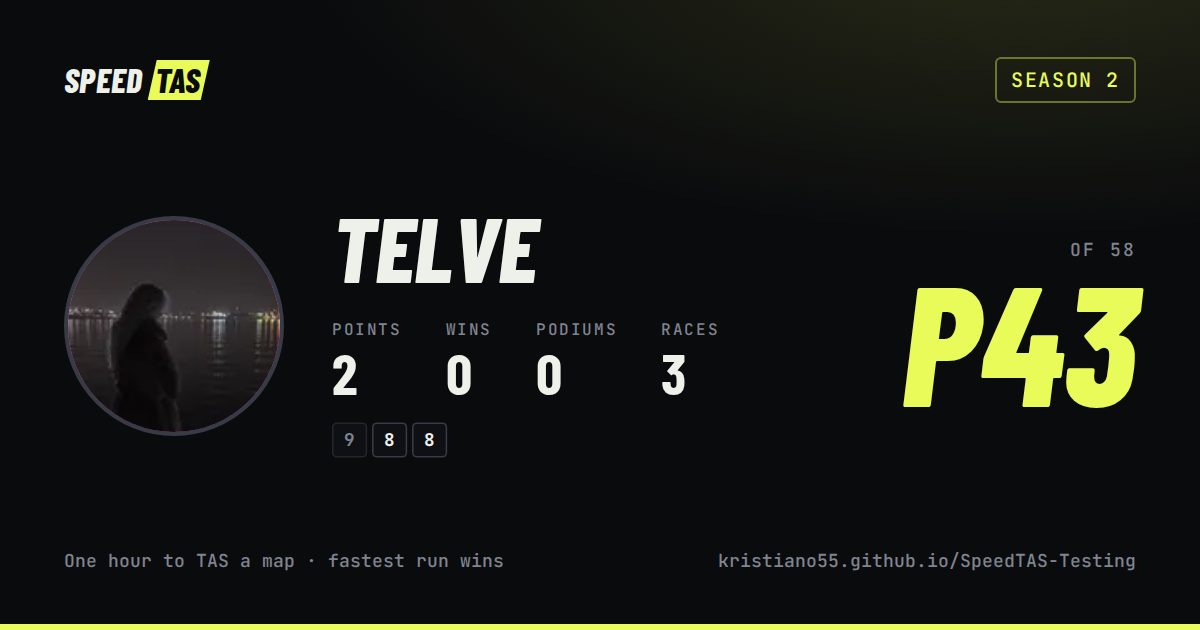 SPEED TAS
SEASON 2
TELVE
POINTS WINS PODIUMS RACES
2 0 0 3
9 8 8
OF 58
P43
One hour to TAS a map · fastest run wins
kristiano55.github.io/SpeedTAS-Testing